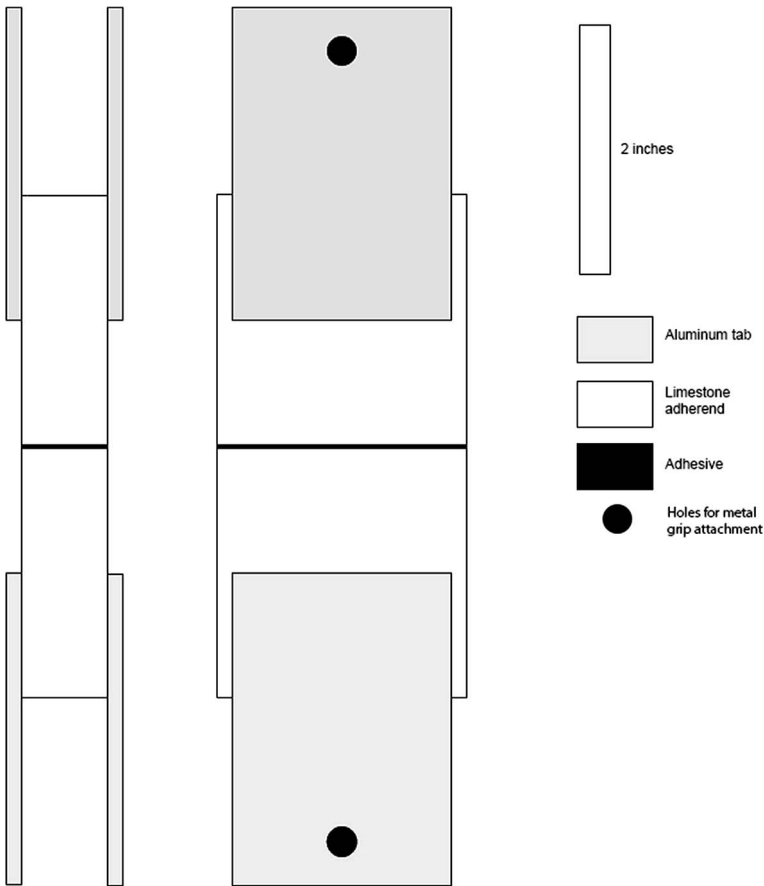 2 inches
Aluminum tab
Limestone
adherend
Adhesive
Holes for metal
grip attachment